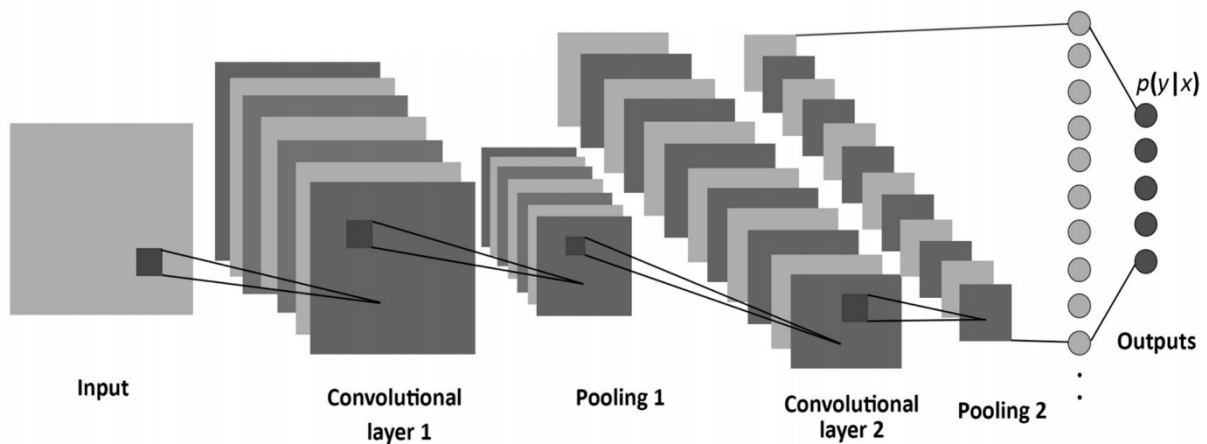 p(y|x)
Input
Convolutional
layer 1
Pooling 1
Convolutional
layer 2
Pooling 2
Outputs